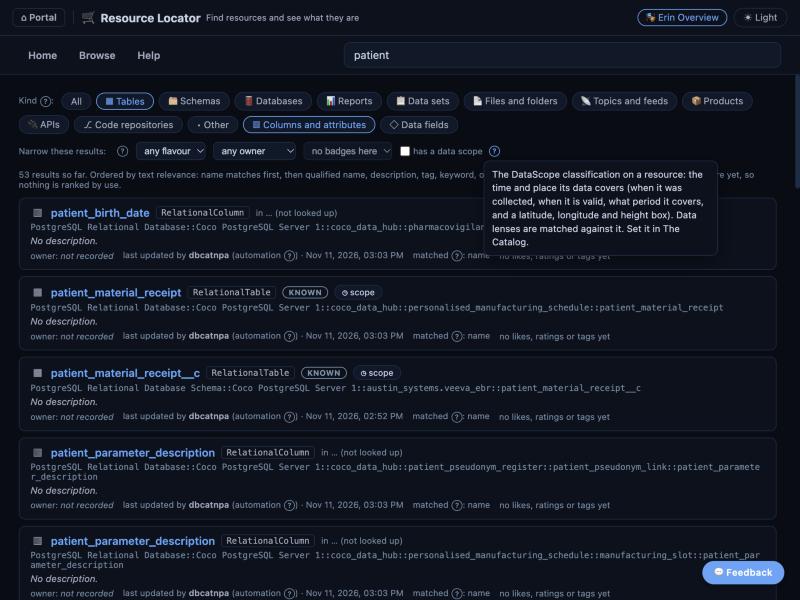 ⌂ Portal
Resource Locator
Find resources and see what they are
Erin Overview
☀ Light
Home
Browse
Help
patient
Kind ?:
All
Tables
Schemas
Databases
Reports
Data sets
Files and folders
Topics and feeds
Products
APIs
Code repositories
Other
Columns and attributes
Data fields
Narrow these results: ?
any flavour
any owner
no badges here
has a data scope ?
53 results so far. Ordered by text relevance: name matches first, then qualified name, description, tag, keyword, o
re yet, so
nothing is ranked by use.
The DataScope classification on a resource: the
time and place its data covers (when it was
collected, when it is valid, what period it covers,
and a latitude, longitude and height box). Data
lenses are matched against it. Set it in The
Catalog.
patient_birth_date RelationalColumn in … (not looked up)
PostgreSQL Relational Database::Coco PostgreSQL Server 1::coco_data_hub::pharmacovigilan
No description.
owner: not recorded last updated by dbcatnpa (automation ?) · Nov 11, 2026, 03:03 PM matched ?: name no likes, ratings or tags yet
patient_material_receipt RelationalTable KNOWN scope
PostgreSQL Relational Database::Coco PostgreSQL Server 1::coco_data_hub::personalised_manufacturing_schedule::patient_material_receipt
No description.
owner: not recorded last updated by dbcatnpa (automation ?) · Nov 11, 2026, 03:03 PM matched ?: name no likes, ratings or tags yet
patient_material_receipt__c RelationalTable KNOWN scope
PostgreSQL Relational Database Schema::Coco PostgreSQL Server 1::austin_systems.veeva_ebr::patient_material_receipt__c
No description.
owner: not recorded last updated by dbcatnpa (automation ?) · Nov 11, 2026, 02:52 PM matched ?: name no likes, ratings or tags yet
patient_parameter_description RelationalColumn in … (not looked up)
PostgreSQL Relational Database::Coco PostgreSQL Server 1::coco_data_hub::patient_pseudonym_register::patient_pseudonym_link::patient_paramete
r_description
No description.
owner: not recorded last updated by dbcatnpa (automation ?) · Nov 11, 2026, 03:03 PM matched ?: name no likes, ratings or tags yet
patient_parameter_description RelationalColumn in … (not looked up)
PostgreSQL Relational Database::Coco PostgreSQL Server 1::coco_data_hub::personalised_manufacturing_schedule::manufacturing_slot::patient_par
ameter_description
No description.
owner: not recorded last updated by dbcatnpa (automation ?) · Nov 11, 2026, 03:03 PM matched ?: name no likes, ratings or tags yet
Feedback